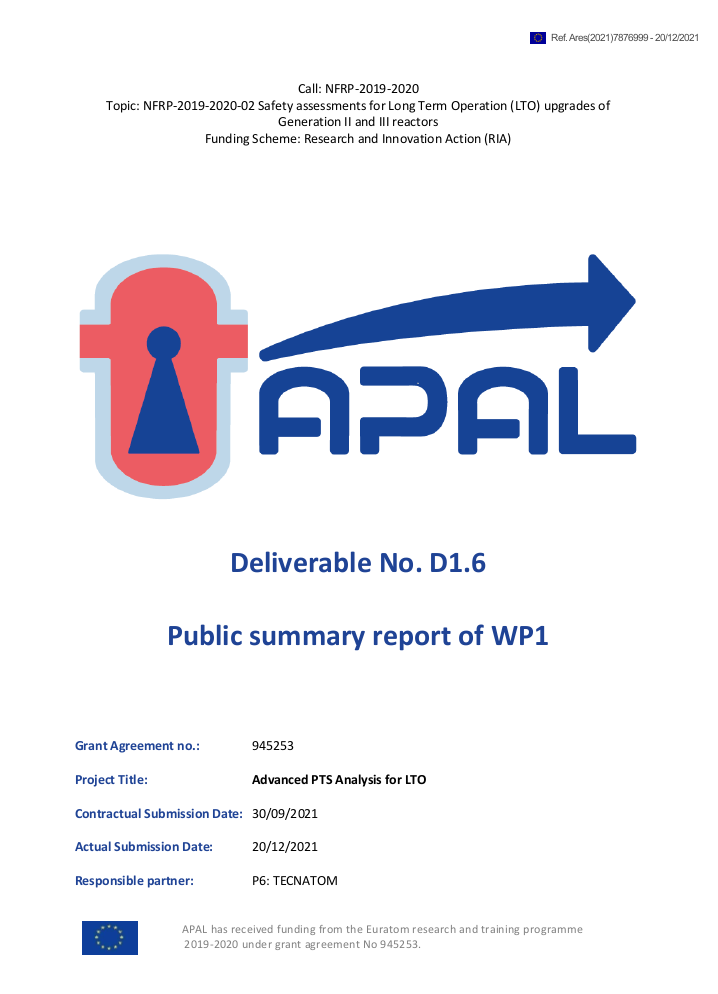 Ref. Ares(2021)7876999 - 20/12/2021
Call: NFRP-2019-2020
Topic: NFRP-2019-2020-02 Safety assessments for Long Term Operation (LTO) upgrades of
Generation II and III reactors
Funding Scheme: Research and Innovation Action (RIA)
APAL
Deliverable No. D1.6
Public summary report of WP1
Grant Agreement no.: 945253
Project Title: Advanced PTS Analysis for LTO
Contractual Submission Date: 30/09/2021
Actual Submission Date: 20/12/2021
Responsible partner: P6: TECNATOM
APAL has received funding from the Euratom research and training programme
2019-2020 under grant agreement No 945253.